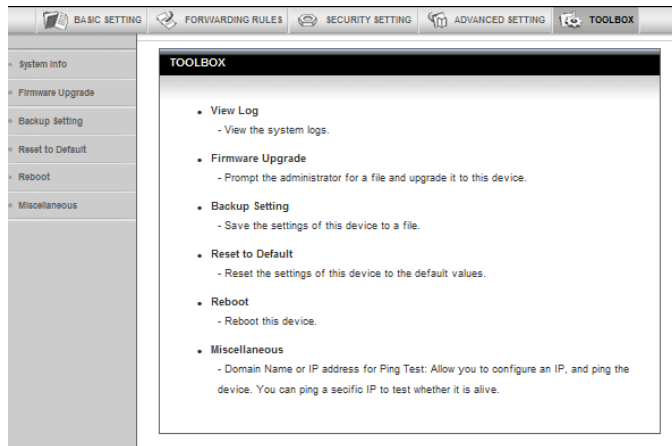 BASIC SETTING
FORWARDING RULES
SECURITY SETTING
ADVANCED SETTING
TOOLBOX
System Info
Firmware Upgrade
Backup Setting
Reset to Default
Reboot
Miscellaneous
TOOLBOX
• View Log
- View the system logs.
• Firmware Upgrade
- Prompt the administrator for a file and upgrade it to this device.
• Backup Setting
- Save the settings of this device to a file.
• Reset to Default
- Reset the settings of this device to the default values.
• Reboot
- Reboot this device.
• Miscellaneous
- Domain Name or IP address for Ping Test: Allow you to configure an IP, and ping the
device. You can ping a secific IP to test whether it is alive.